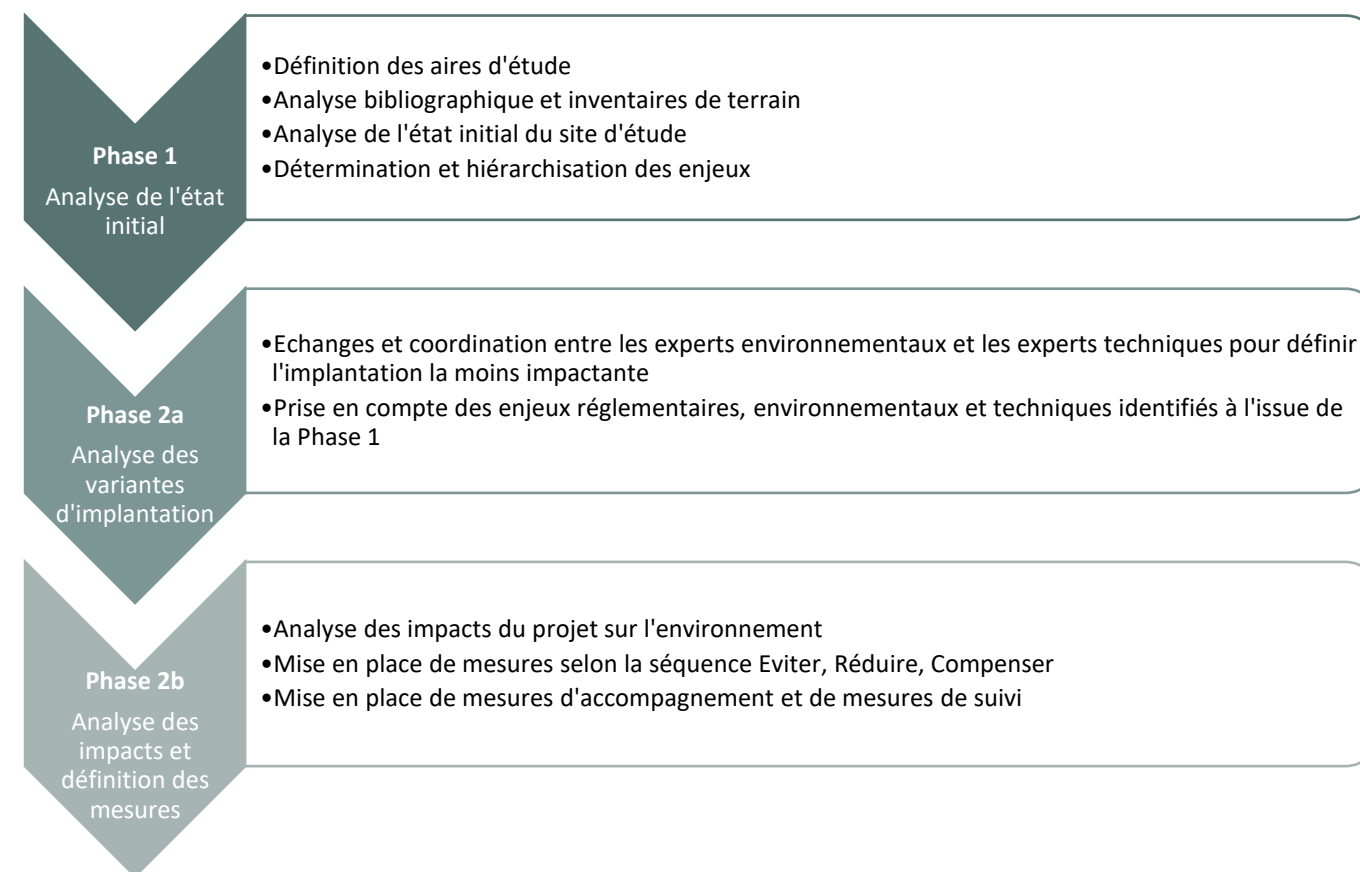 Phase 1
Analyse de l'état
initial
•Définition des aires d'étude
•Analyse bibliographique et inventaires de terrain
•Analyse de l'état initial du site d'étude
•Détermination et hiérarchisation des enjeux
Phase 2a
Analyse des
variantes
d'implantation
•Echanges et coordination entre les experts environnementaux et les experts techniques pour définir
l'implantation la moins impactante
•Prise en compte des enjeux réglementaires, environnementaux et techniques identifiés à l'issue de
la Phase 1
Phase 2b
Analyse des
impacts et
définition des
mesures
•Analyse des impacts du projet sur l'environnement
•Mise en place de mesures selon la séquence Eviter, Réduire, Compenser
•Mise en place de mesures d'accompagnement et de mesures de suivi